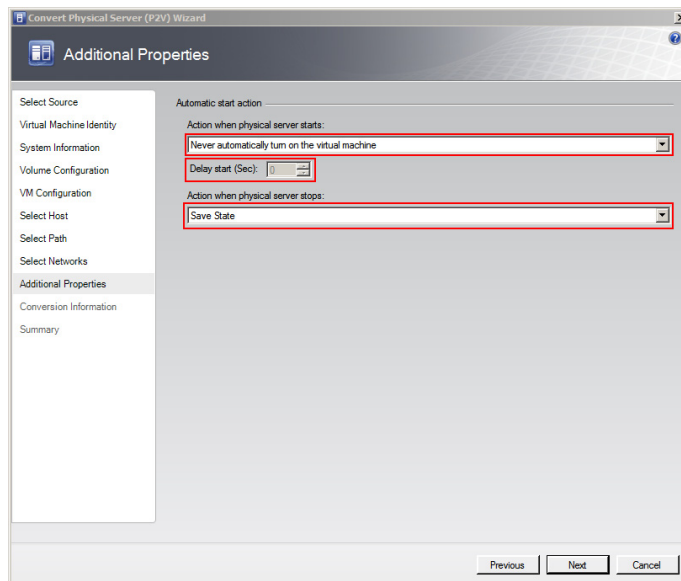 Convert Physical Server (P2V) Wizard
Additional Properties
Select Source
Virtual Machine Identity
System Information
Volume Configuration
VM Configuration
Select Host
Select Path
Select Networks
Additional Properties
Conversion Information
Summary
Automatic start action
Action when physical server starts:
Never automatically turn on the virtual machine
Delay start (Sec): 0
Action when physical server stops:
Save State
Previous Next Cancel